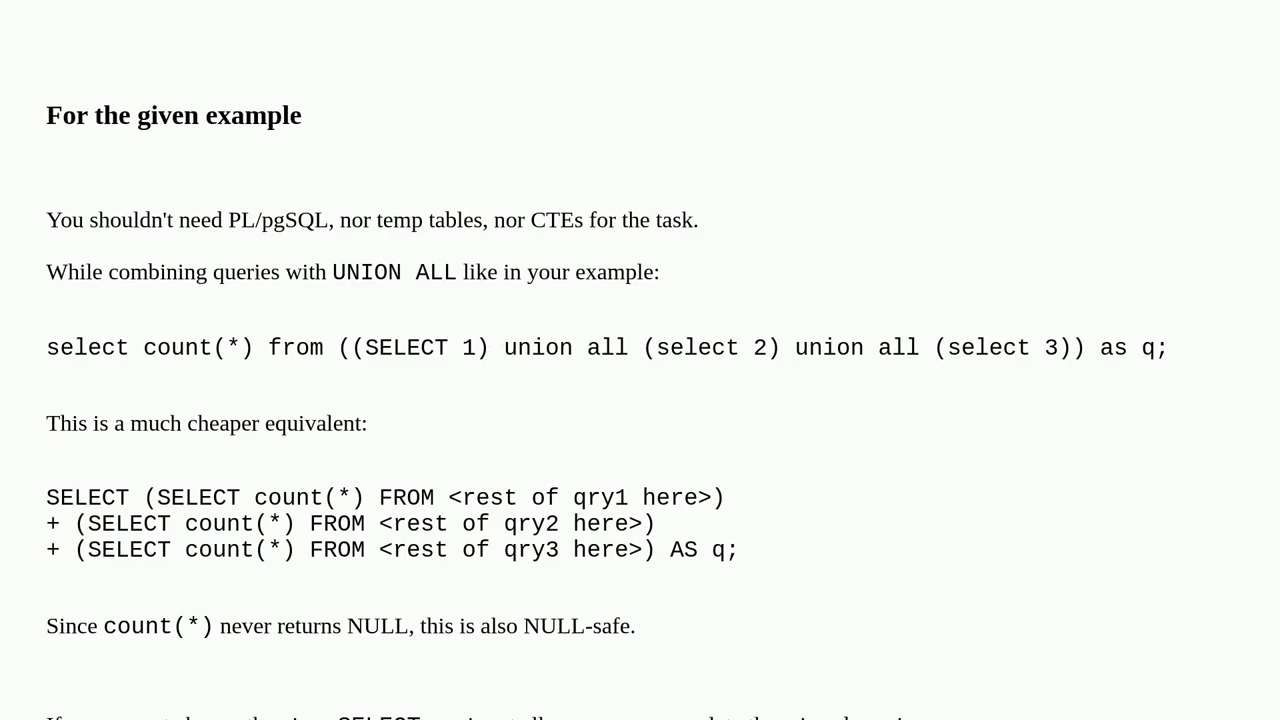 For the given example
You shouldn't need PL/pgSQL, nor temp tables, nor CTEs for the task.
While combining queries with UNION ALL like in your example:
select count(*) from ((SELECT 1) union all (select 2) union all (select 3)) as q;
This is a much cheaper equivalent:
SELECT (SELECT count(*) FROM <rest of qry1 here>)
+ (SELECT count(*) FROM <rest of qry2 here>)
+ (SELECT count(*) FROM <rest of qry3 here>) AS q;
Since count(*) never returns NULL, this is also NULL-safe.